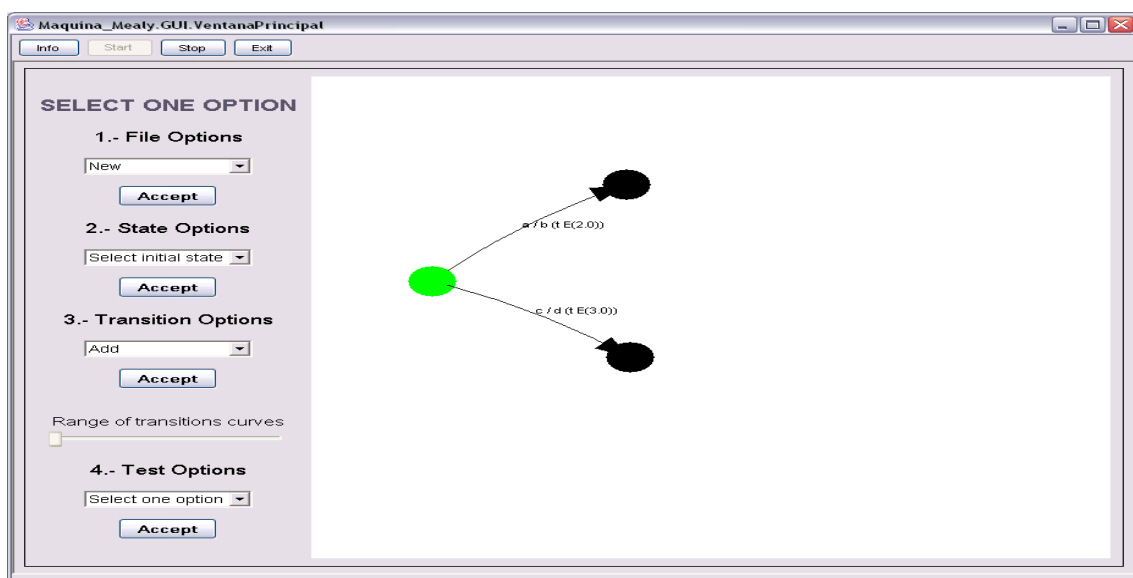 Maquina_Mealy.GUI.VentanaPrincipal
Info Start Stop Exit
SELECT ONE OPTION
1.- File Options
New
Accept
2.- State Options
Select initial state
Accept
3.- Transition Options
Add
Accept
Range of transitions curves
4.- Test Options
Select one option
Accept
a / b (t E(2.0))
c / d (t E(3.0))